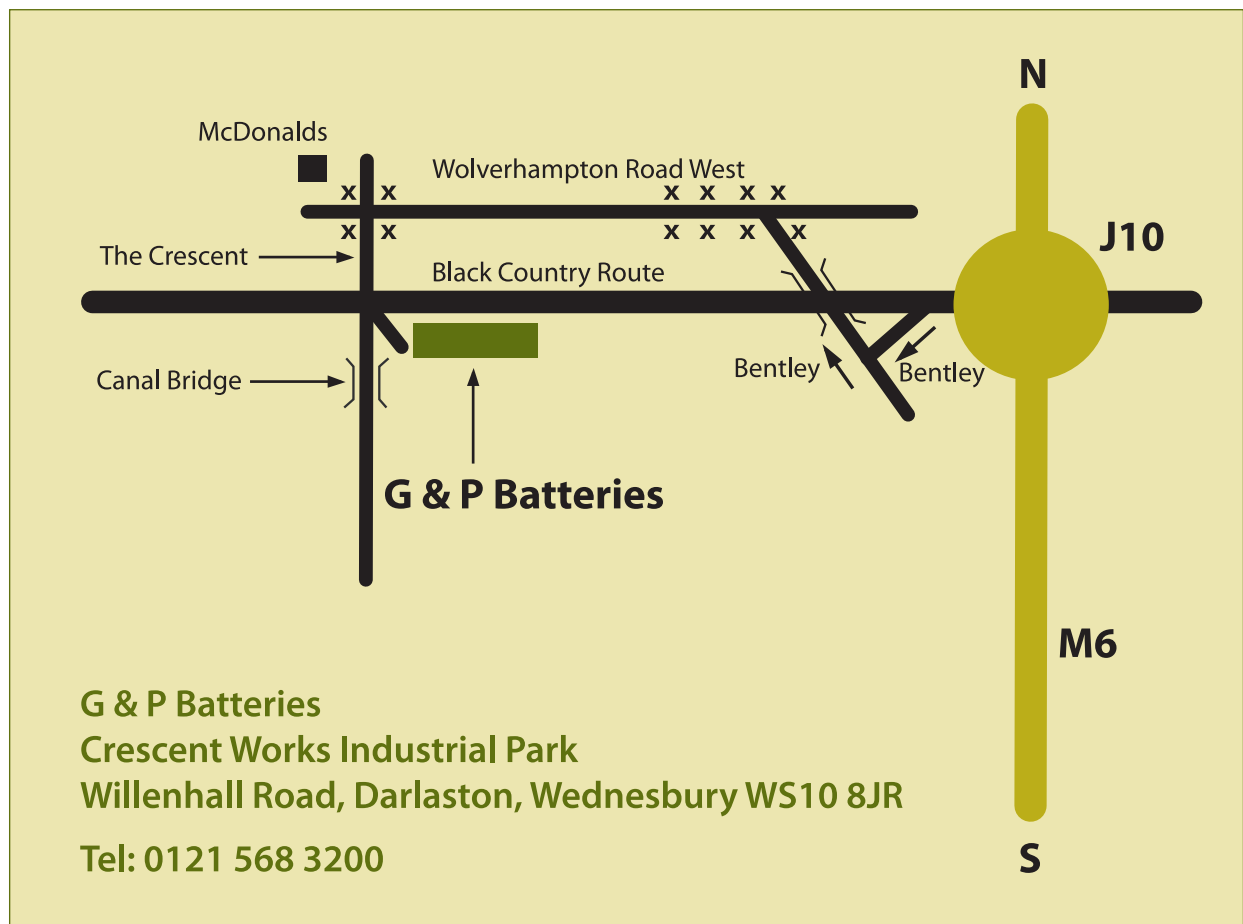 N
McDonalds
Wolverhampton Road West
x x x x x x
x x x x x x
J10
The Crescent
Black Country Route
Canal Bridge
Bentley
Bentley
G & P Batteries
M6
G & P Batteries
Crescent Works Industrial Park
Willenhall Road, Darlaston, Wednesbury WS10 8JR
Tel: 0121 568 3200
S